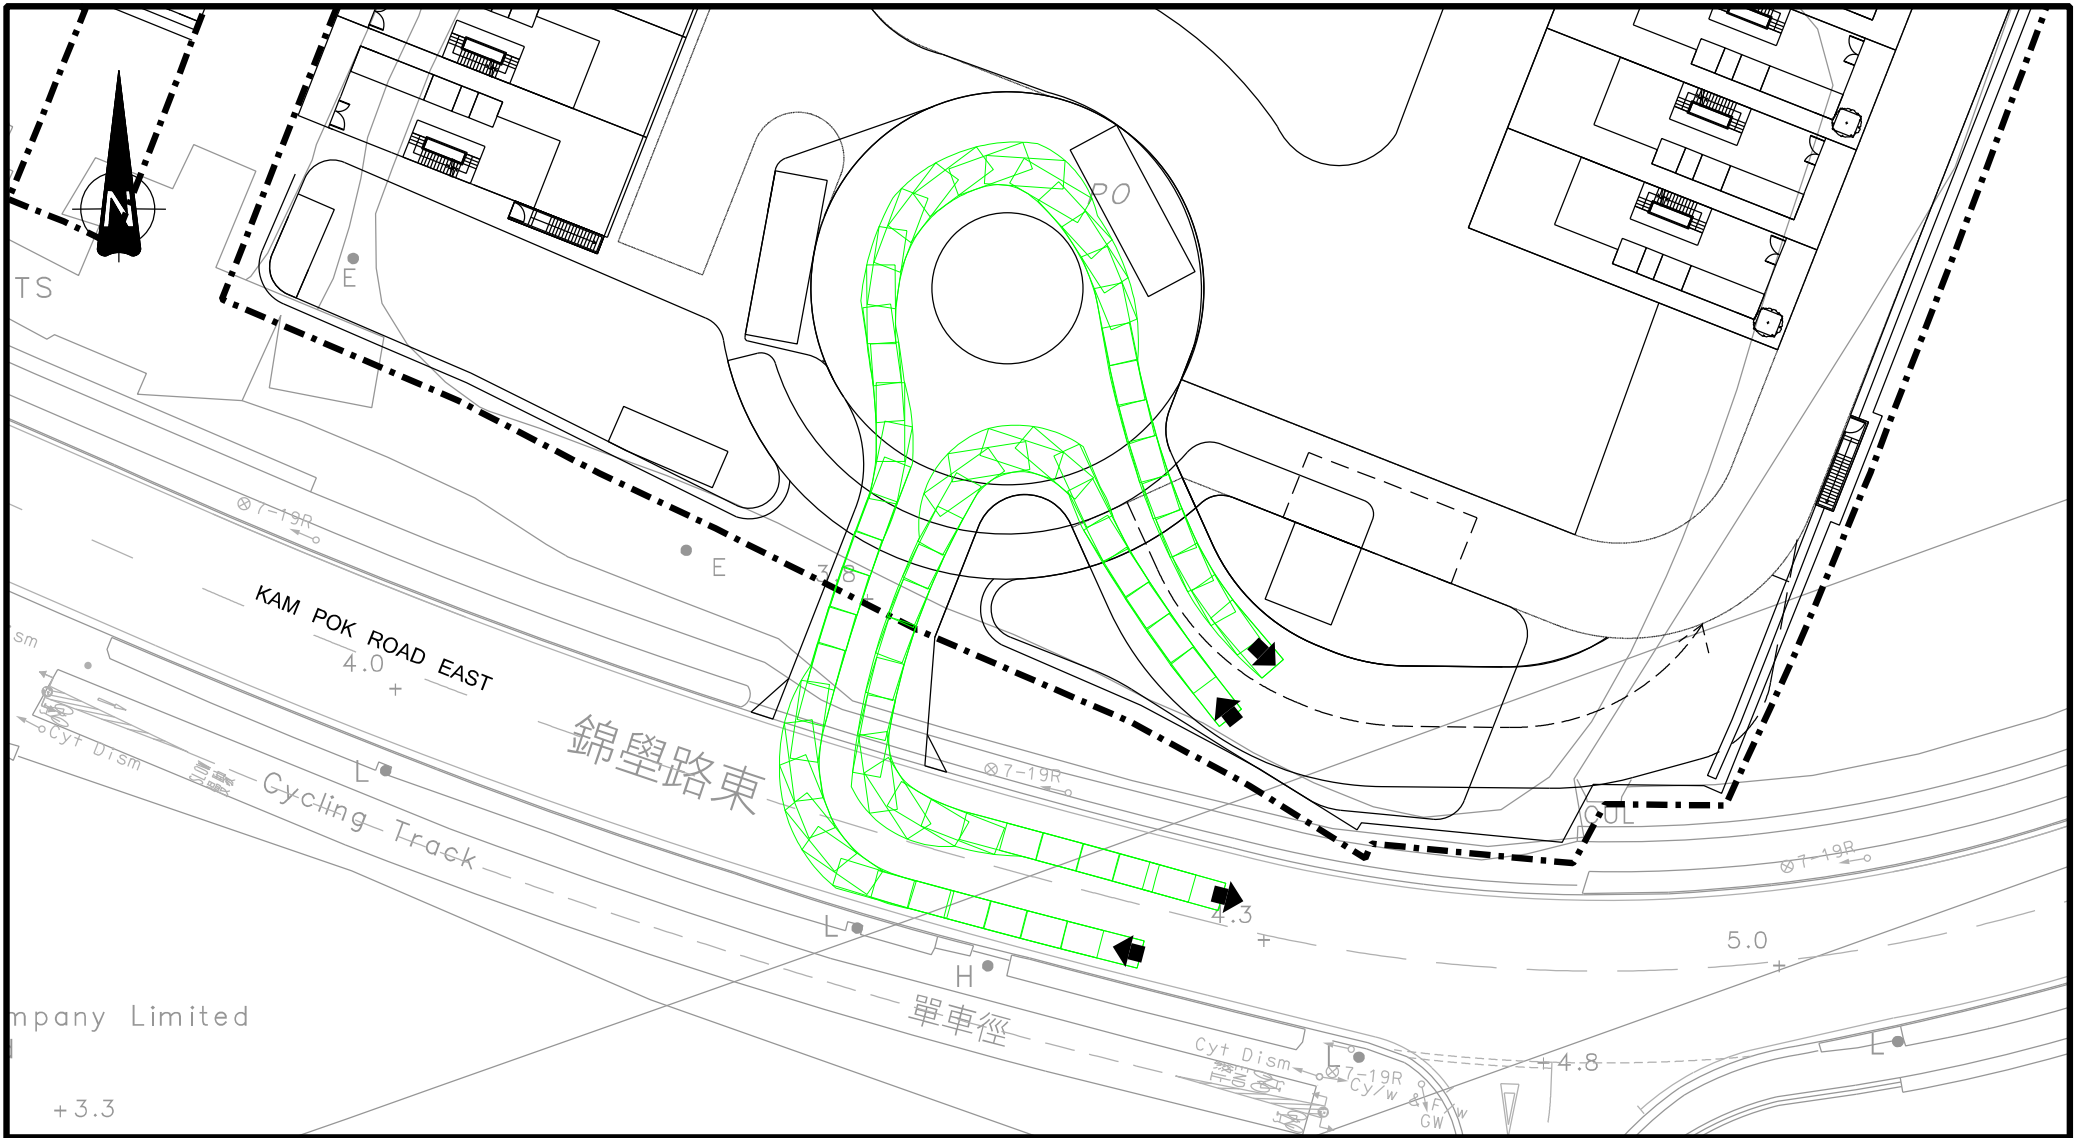 N
PO
E
TS
7-19R
E
3.8
KAM POK ROAD EAST
4.0
ism
錦壆路東
Cyt Dism
L
Cycling Track
7-19R
CUL
7-19R
4.3
5.0
L
H
單車徑
mpany Limited
Cyt Dism
L
7-19R
Cy/w & F/w
GW
4.8
L
3.3